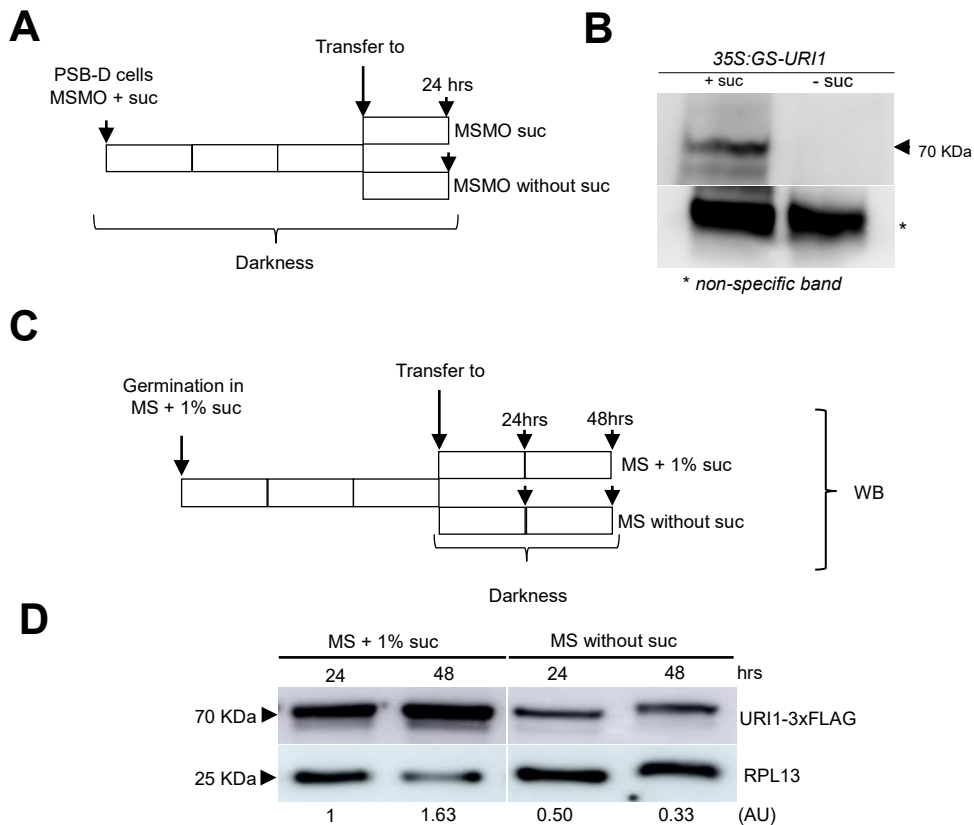 A
Transfer to
PSB-D cells
MSMO + suc
24 hrs
MSMO suc
MSMO without suc
Darkness
B
35S:GS-URI1
+ suc - suc
70 KDa
*
* non-specific band
C
Transfer to
Germination in
MS + 1% suc
24hrs 48hrs
MS + 1% suc
MS without suc
WB
Darkness
D
MS + 1% suc MS without suc
24 48 24 48 hrs
70 KDa URI1-3xFLAG
25 KDa RPL13
1 1.63 0.50 0.33 (AU)